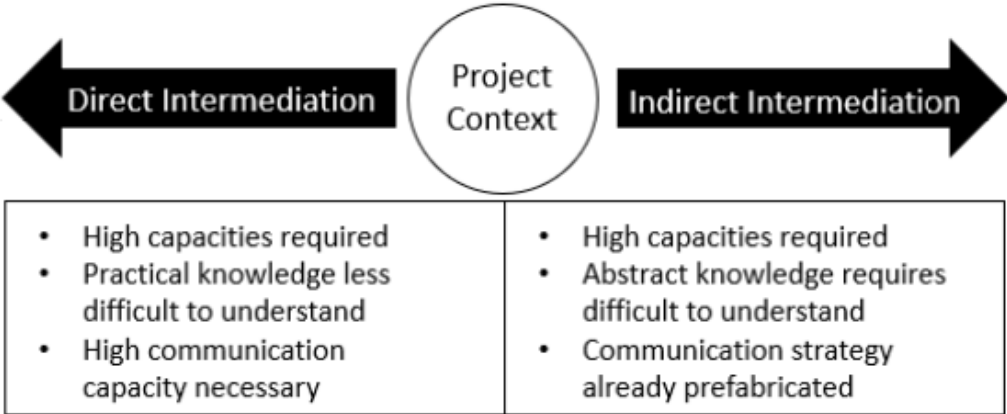 Direct Intermediation
Project
Context
Indirect Intermediation
• High capacities required
• Practical knowledge less
difficult to understand
• High communication
capacity necessary
• High capacities required
• Abstract knowledge requires
difficult to understand
• Communication strategy
already prefabricated